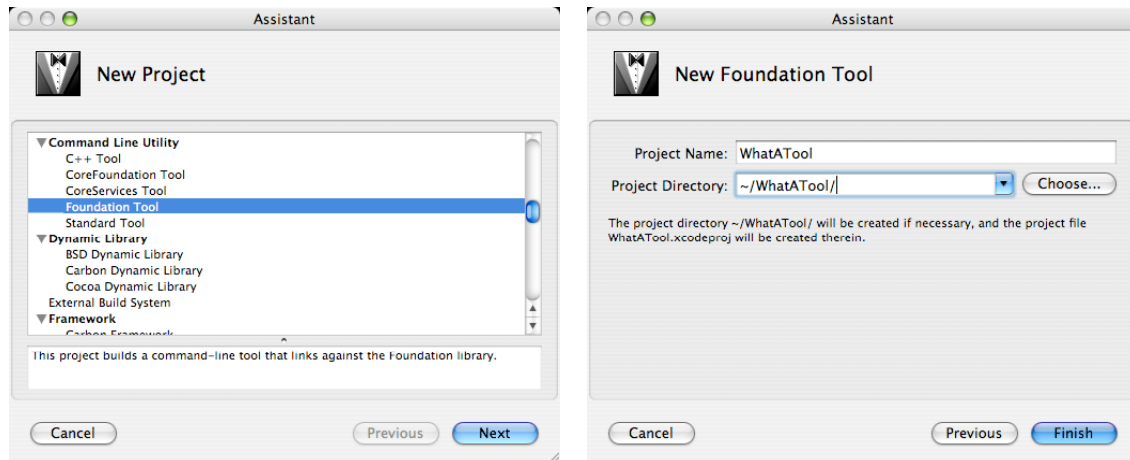 Assistant
New Project
Command Line Utility
C++ Tool
CoreFoundation Tool
CoreServices Tool
Foundation Tool
Standard Tool
Dynamic Library
BSD Dynamic Library
Carbon Dynamic Library
Cocoa Dynamic Library
External Build System
Framework
Carbon Framework
This project builds a command-line tool that links against the Foundation library.
Cancel
Previous
Next
Assistant
New Foundation Tool
Project Name: WhatATool
Project Directory: ~/WhatATool/
Choose...
The project directory ~/WhatATool/ will be created if necessary, and the project file
WhatATool.xcodeproj will be created therein.
Cancel
Previous
Finish